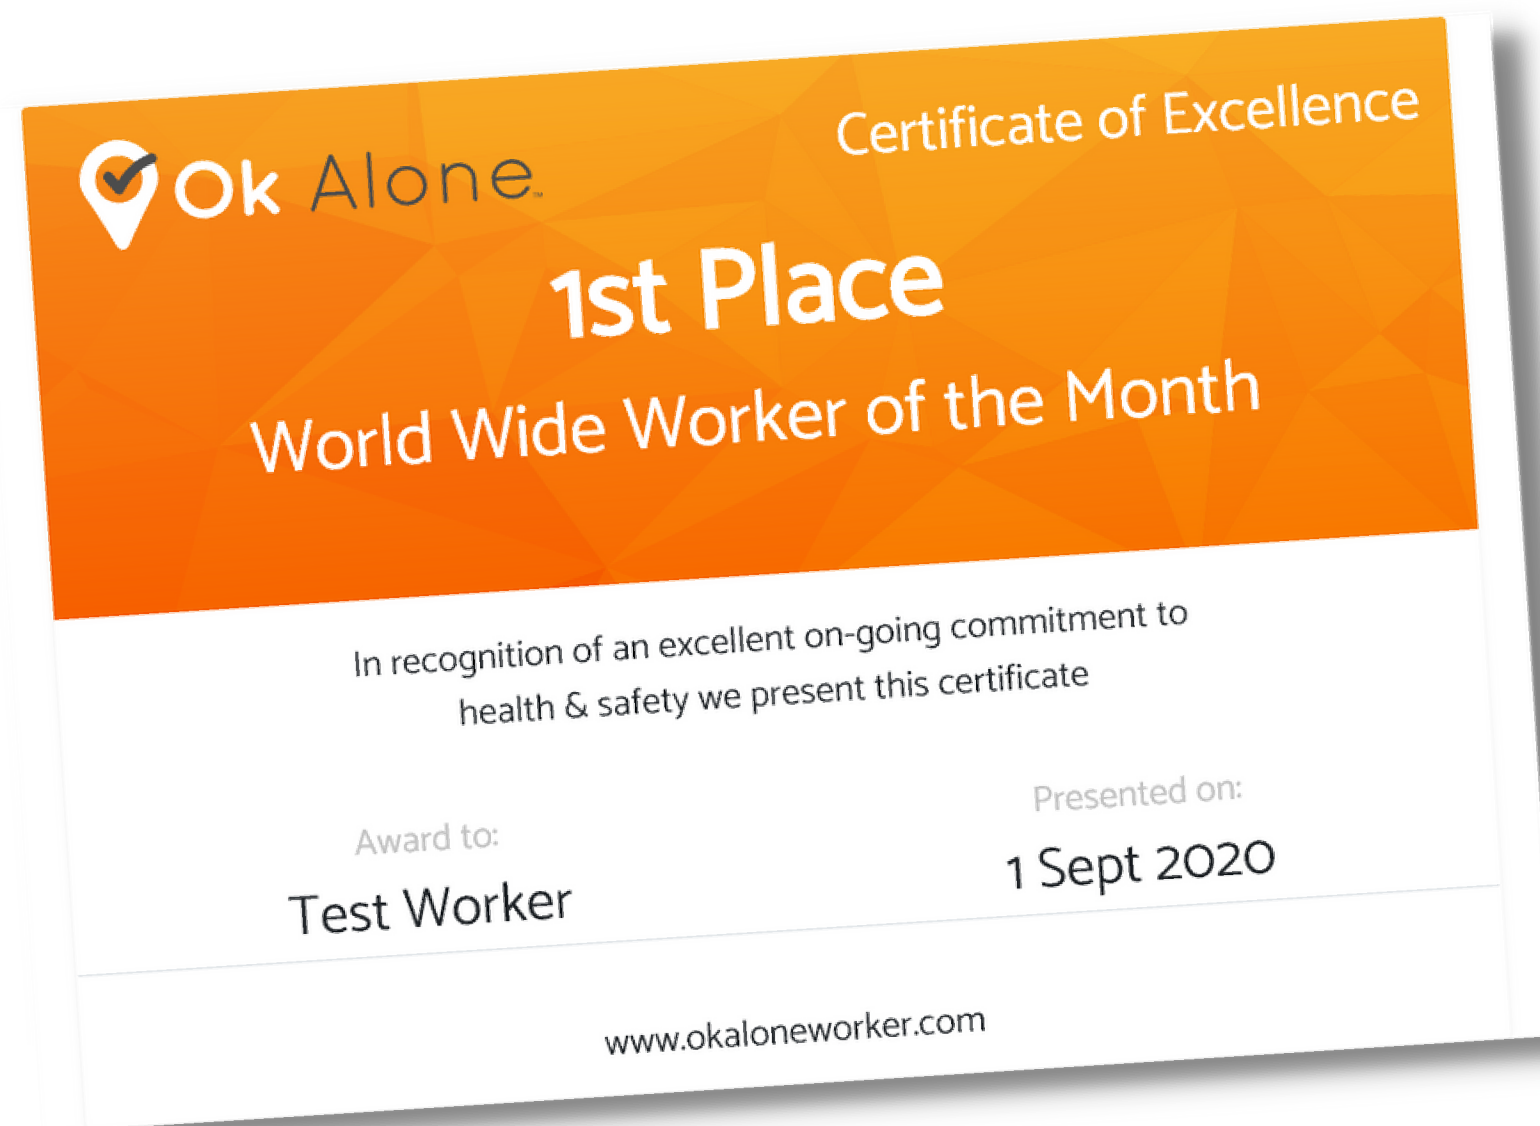 Certificate of Excellence
Ok Alone™
1st Place
World Wide Worker of the Month
In recognition of an excellent on-going commitment to
health & safety we present this certificate
Award to:
Test Worker
Presented on:
1 Sept 2020
www.okaloneworker.com